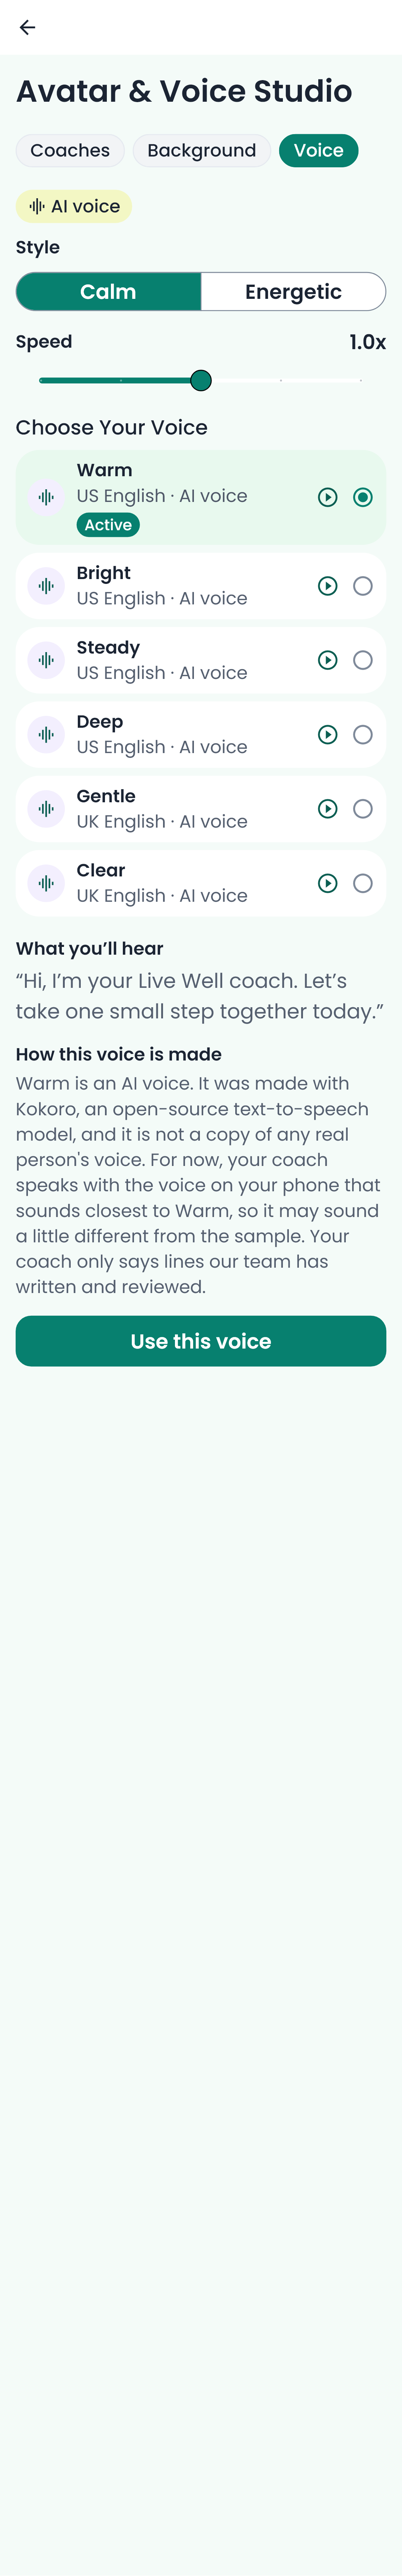 Avatar & Voice Studio
Coaches
Background
Voice
AI voice
Style
Calm
Energetic
Speed
1.0x
Choose Your Voice
Warm
US English · AI voice
Active
Bright
US English · AI voice
Steady
US English · AI voice
Deep
US English · AI voice
Gentle
UK English · AI voice
Clear
UK English · AI voice
What you’ll hear
“Hi, I’m your Live Well coach. Let’s
take one small step together today.”
How this voice is made
Warm is an AI voice. It was made with
Kokoro, an open-source text-to-speech
model, and it is not a copy of any real
person's voice. For now, your coach
speaks with the voice on your phone that
sounds closest to Warm, so it may sound
a little different from the sample. Your
coach only says lines our team has
written and reviewed.
Use this voice